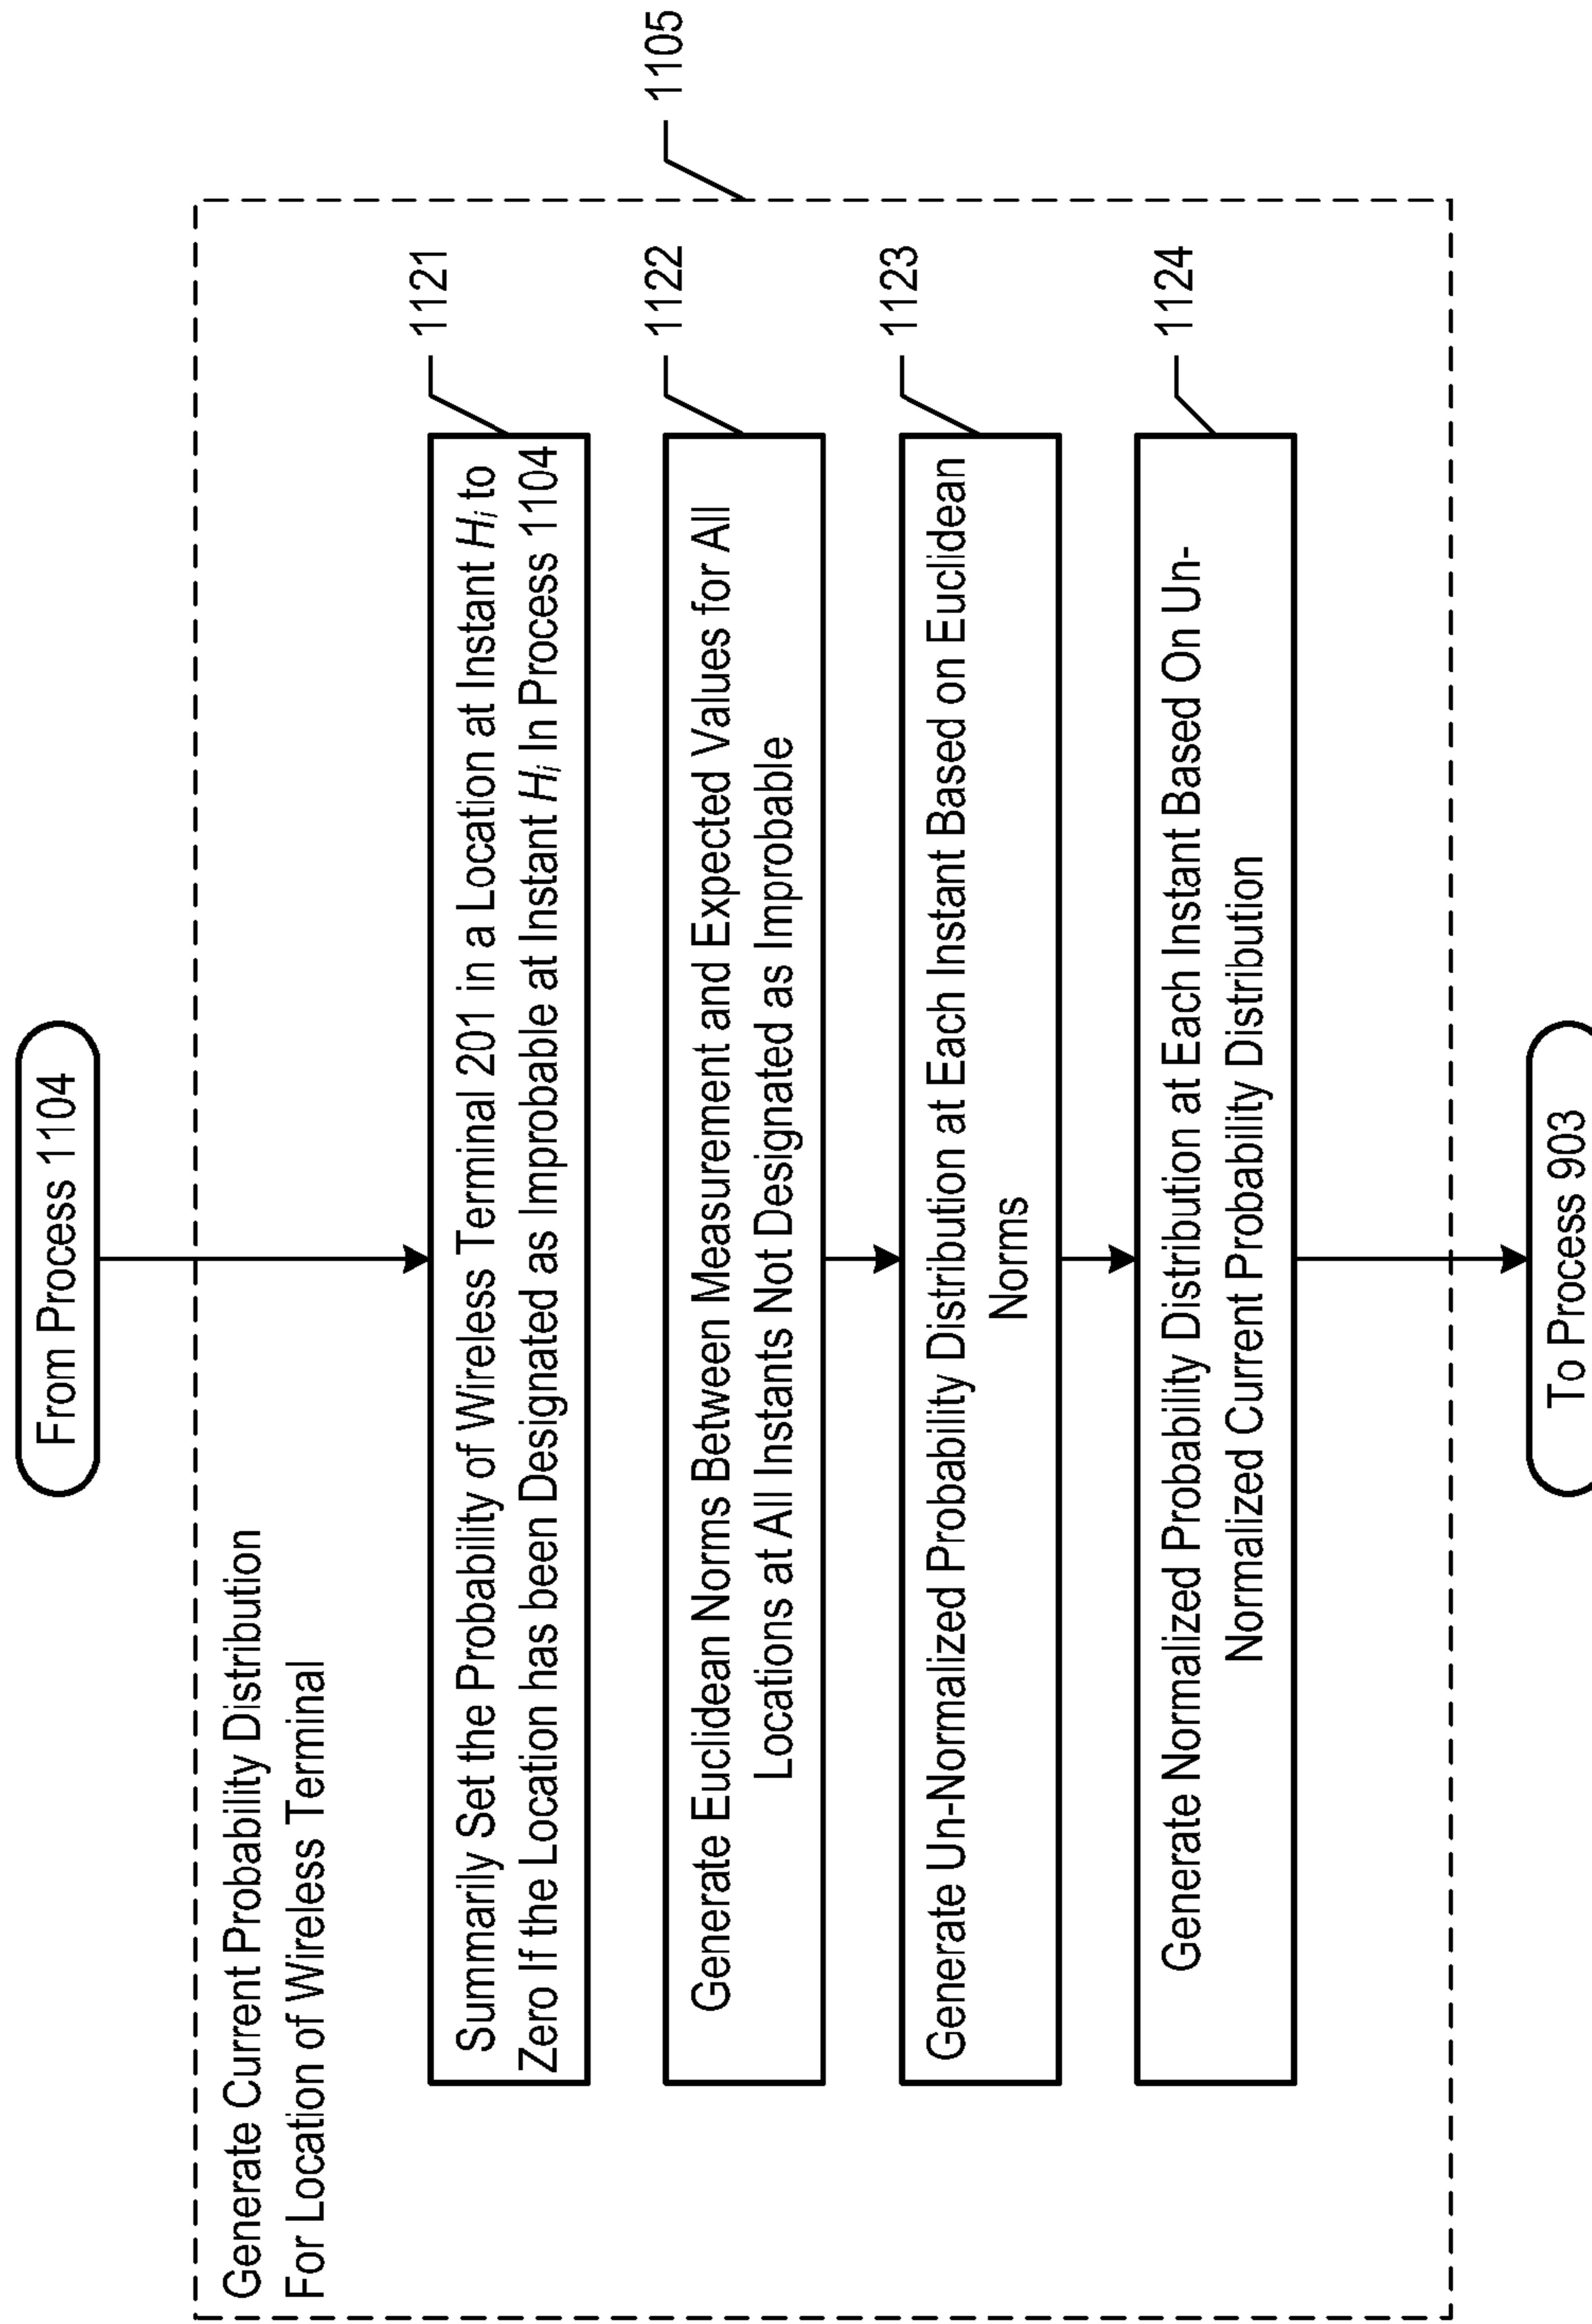 From Process 1104
Generate Current Probability Distribution
For Location of Wireless Terminal
1105
1121
Summarily Set the Probability of Wireless Terminal 201 in a Location at Instant Hi to
Zero If the Location has been Designated as Improbable at Instant Hi In Process 1104
1122
Generate Euclidean Norms Between Measurement and Expected Values for All
Locations at All Instants Not Designated as Improbable
1123
Generate Un-Normalized Probability Distribution at Each Instant Based on Euclidean
Norms
1124
Generate Normalized Probability Distribution at Each Instant Based On Un-
Normalized Current Probability Distribution
To Process 903